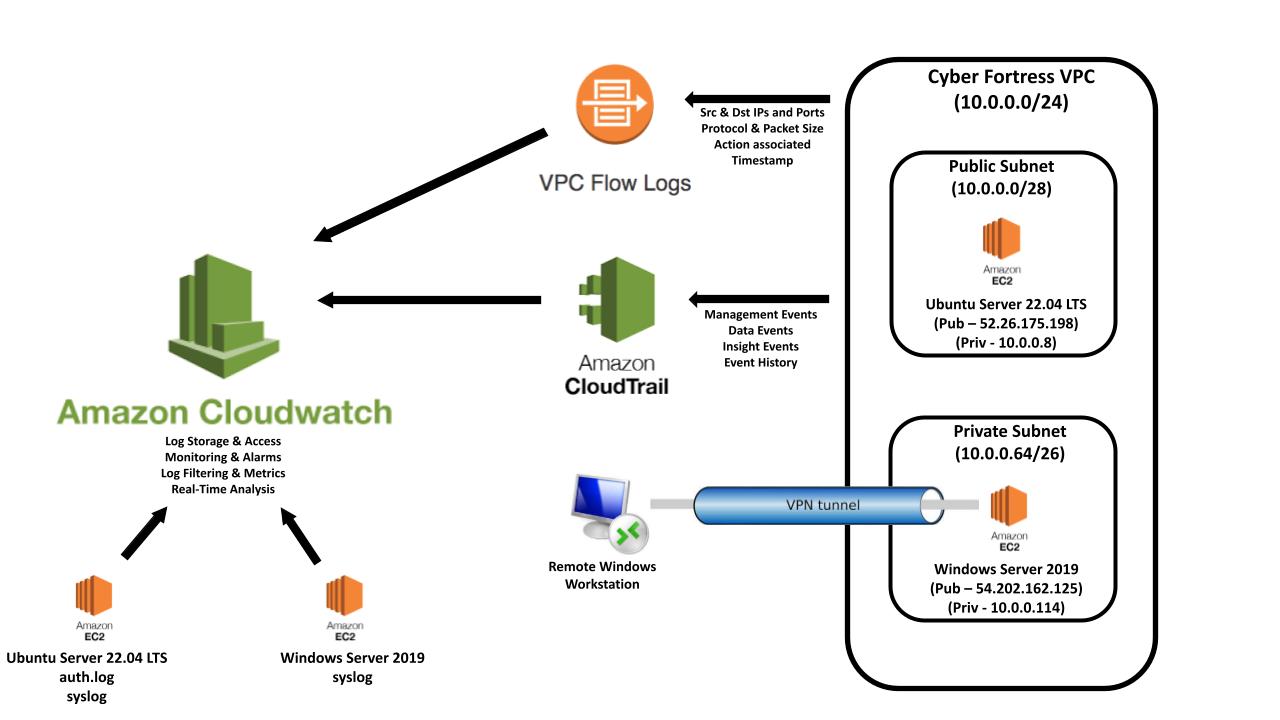 Cyber Fortress VPC
(10.0.0.0/24)
Src & Dst IPs and Ports
Protocol & Packet Size
Action associated
Timestamp
VPC Flow Logs
Public Subnet
(10.0.0.0/28)
Amazon
EC2
Ubuntu Server 22.04 LTS
(Pub – 52.26.175.198)
(Priv - 10.0.0.8)
Management Events
Data Events
Insight Events
Event History
Amazon
CloudTrail
Amazon Cloudwatch
Log Storage & Access
Monitoring & Alarms
Log Filtering & Metrics
Real-Time Analysis
Private Subnet
(10.0.0.64/26)
VPN tunnel
Amazon
EC2
Windows Server 2019
(Pub – 54.202.162.125)
(Priv - 10.0.0.114)
Remote Windows
Workstation
Amazon
EC2
Ubuntu Server 22.04 LTS
auth.log
syslog
Amazon
EC2
Windows Server 2019
syslog